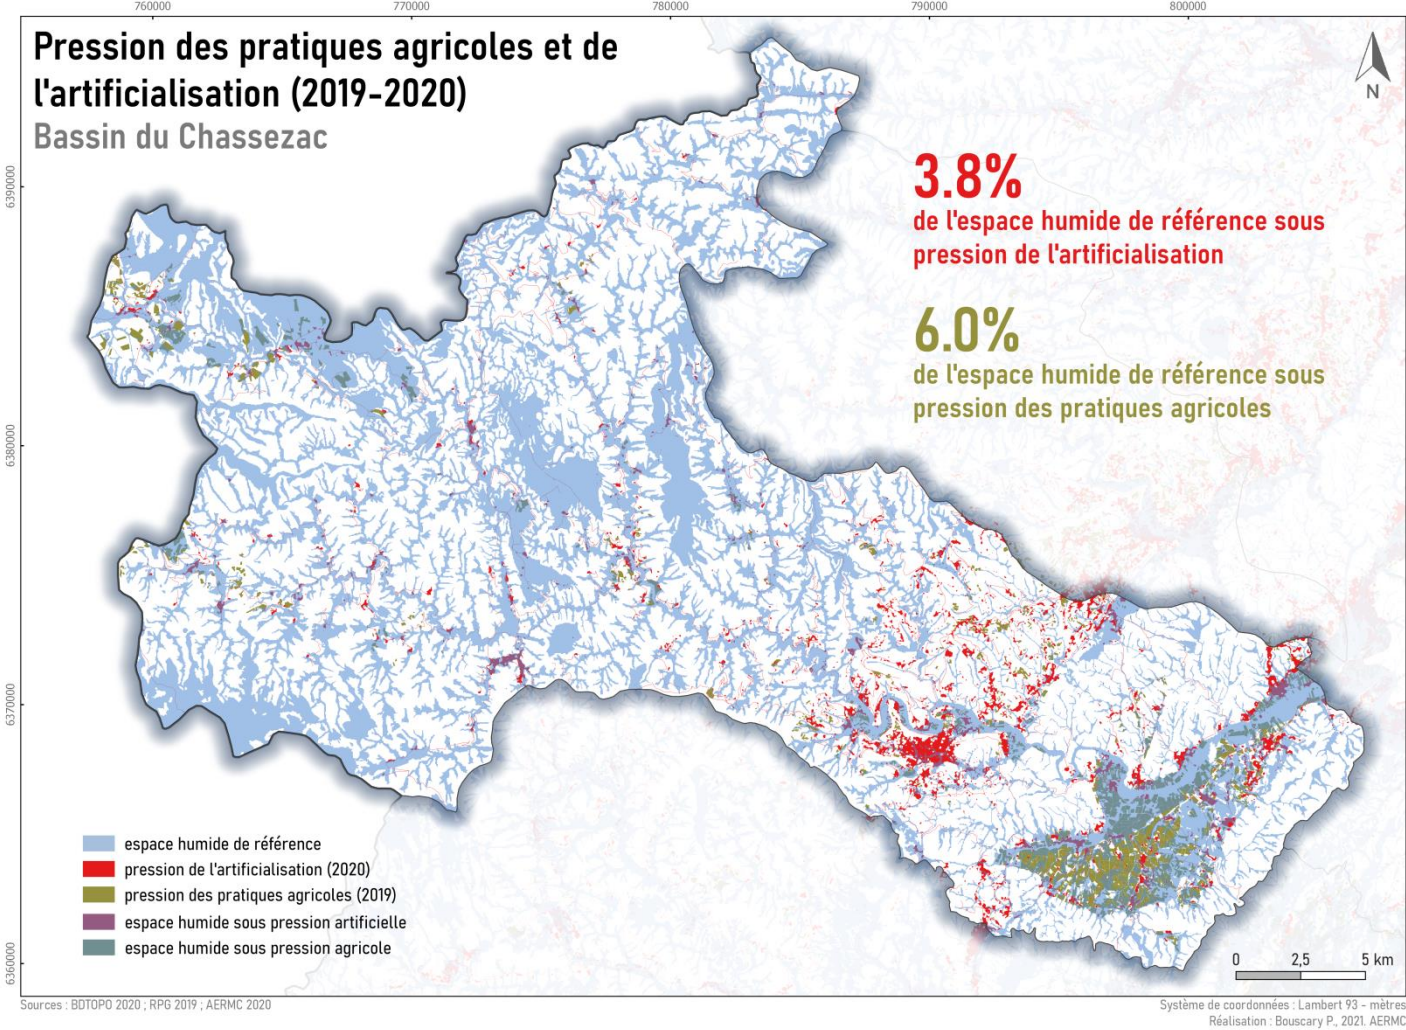 760000
770000
780000
790000
800000
Pression des pratiques agricoles et de
l'artificialisation (2019-2020)
Bassin du Chassezac
N
6390000
6380000
6370000
6360000
3.8%
de l'espace humide de référence sous
pression de l'artificialisation
6.0%
de l'espace humide de référence sous
pression des pratiques agricoles
espace humide de référence
pression de l'artificialisation (2020)
pression des pratiques agricoles (2019)
espace humide sous pression artificielle
espace humide sous pression agricole
0 2,5 5 km
Sources : BDTOPO 2020 ; RPG 2019 ; AERMC 2020
Système de coordonnées : Lambert 93 - mètres
Réalisation : Bouscary P., 2021. AERMC